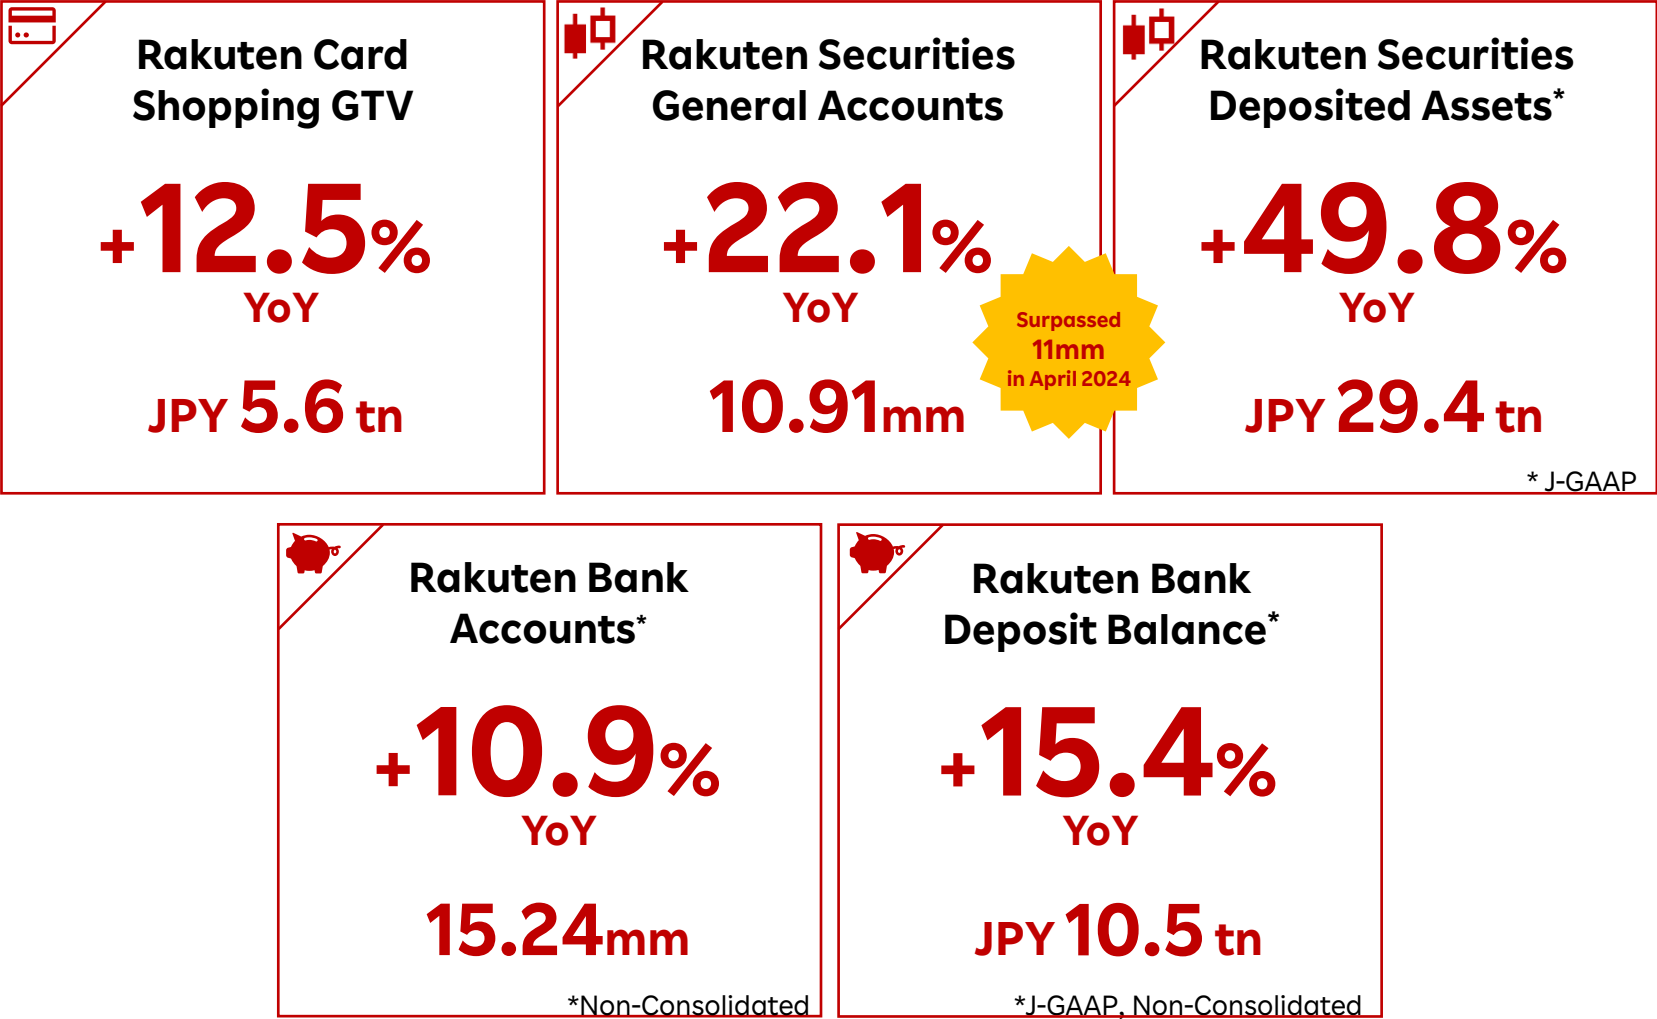 Rakuten Card
Shopping GTV
+12.5%
YoY
JPY 5.6 tn
Rakuten Securities
General Accounts
+22.1%
YoY
10.91mm
Surpassed
11mm
in April 2024
Rakuten Securities
Deposited Assets*
+49.8%
YoY
JPY 29.4 tn
* J-GAAP
Rakuten Bank
Accounts*
+10.9%
YoY
15.24mm
*Non-Consolidated
Rakuten Bank
Deposit Balance*
+15.4%
YoY
JPY 10.5 tn
*J-GAAP, Non-Consolidated